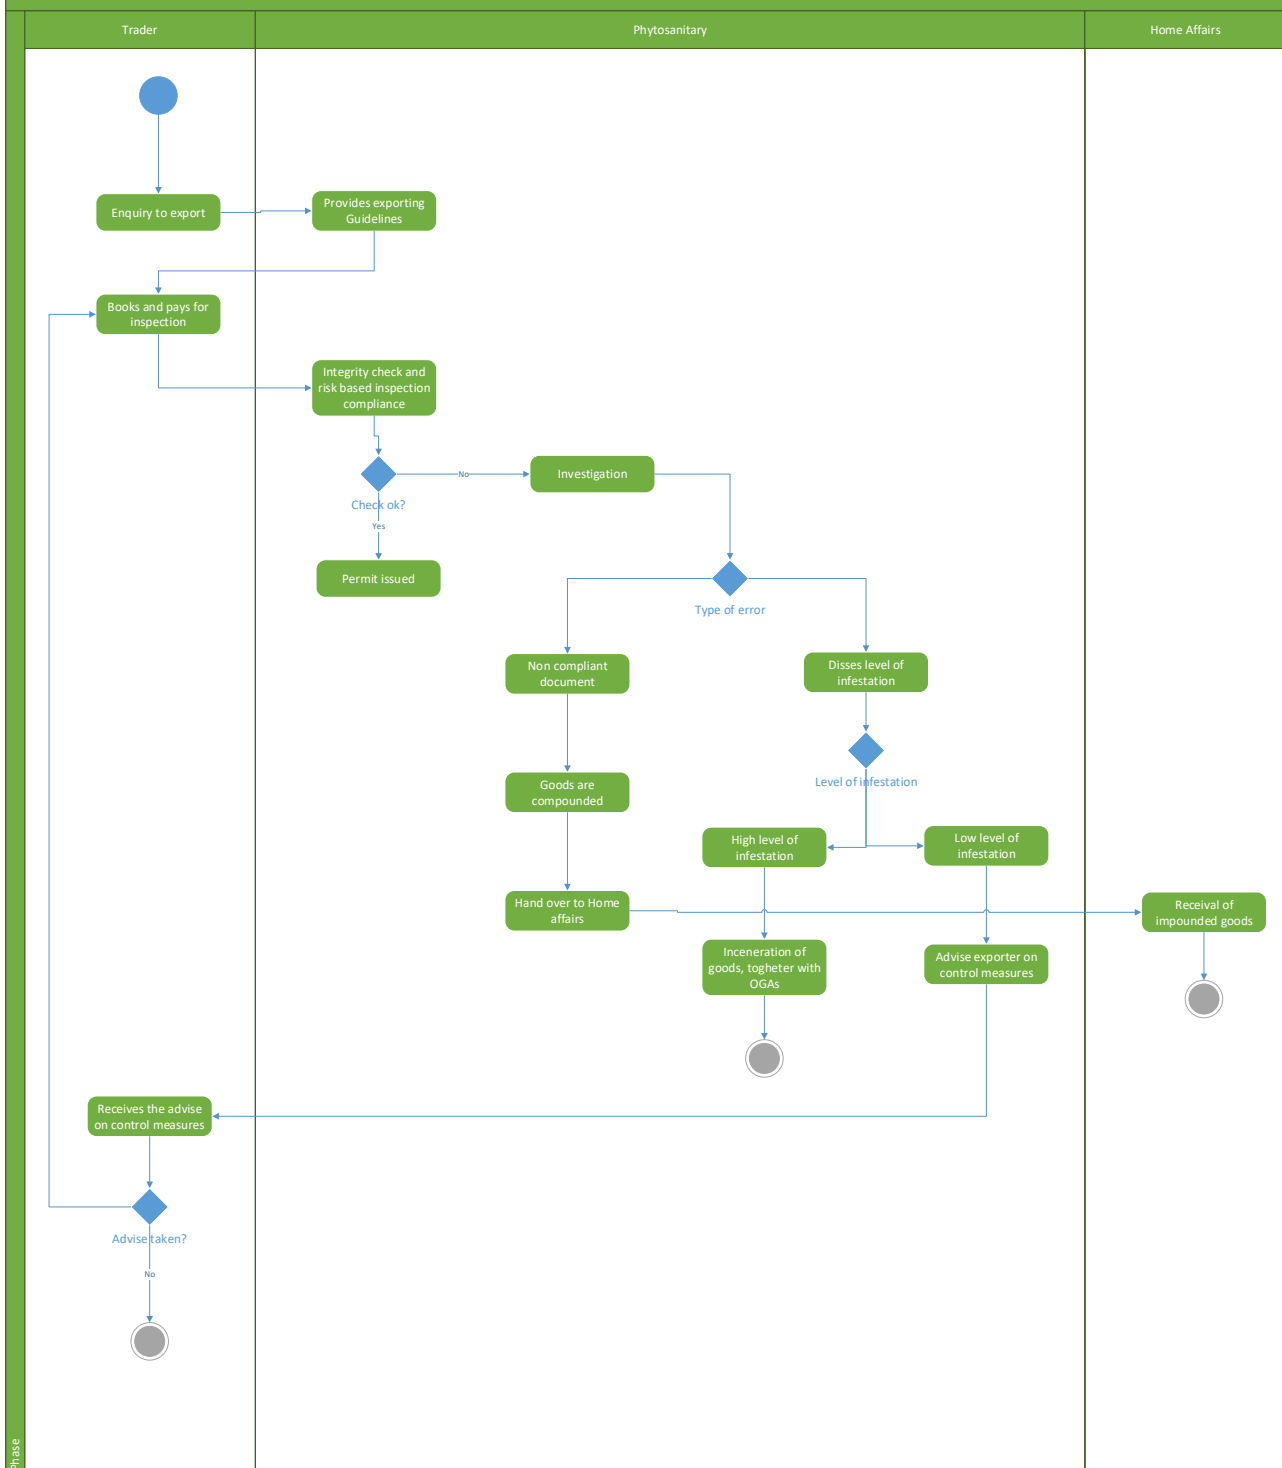 Trader
Phytosanitary
Home Affairs
Enquiry to export
Provides exporting
Guidelines
Books and pays for
inspection
Integrity check and
risk based inspection
compliance
No
Investigation
Check ok?
Yes
Permit issued
Type of error
Non compliant
document
Disses level of
infestation
Level of infestation
Goods are
compounded
High level of
infestation
Low level of
infestation
Hand over to Home
affairs
Receival of
impounded goods
Inceneration of
goods, togheter with
OGAs
Advise exporter on
control measures
Receives the advise
on control measures
Advise taken?
No
Phase